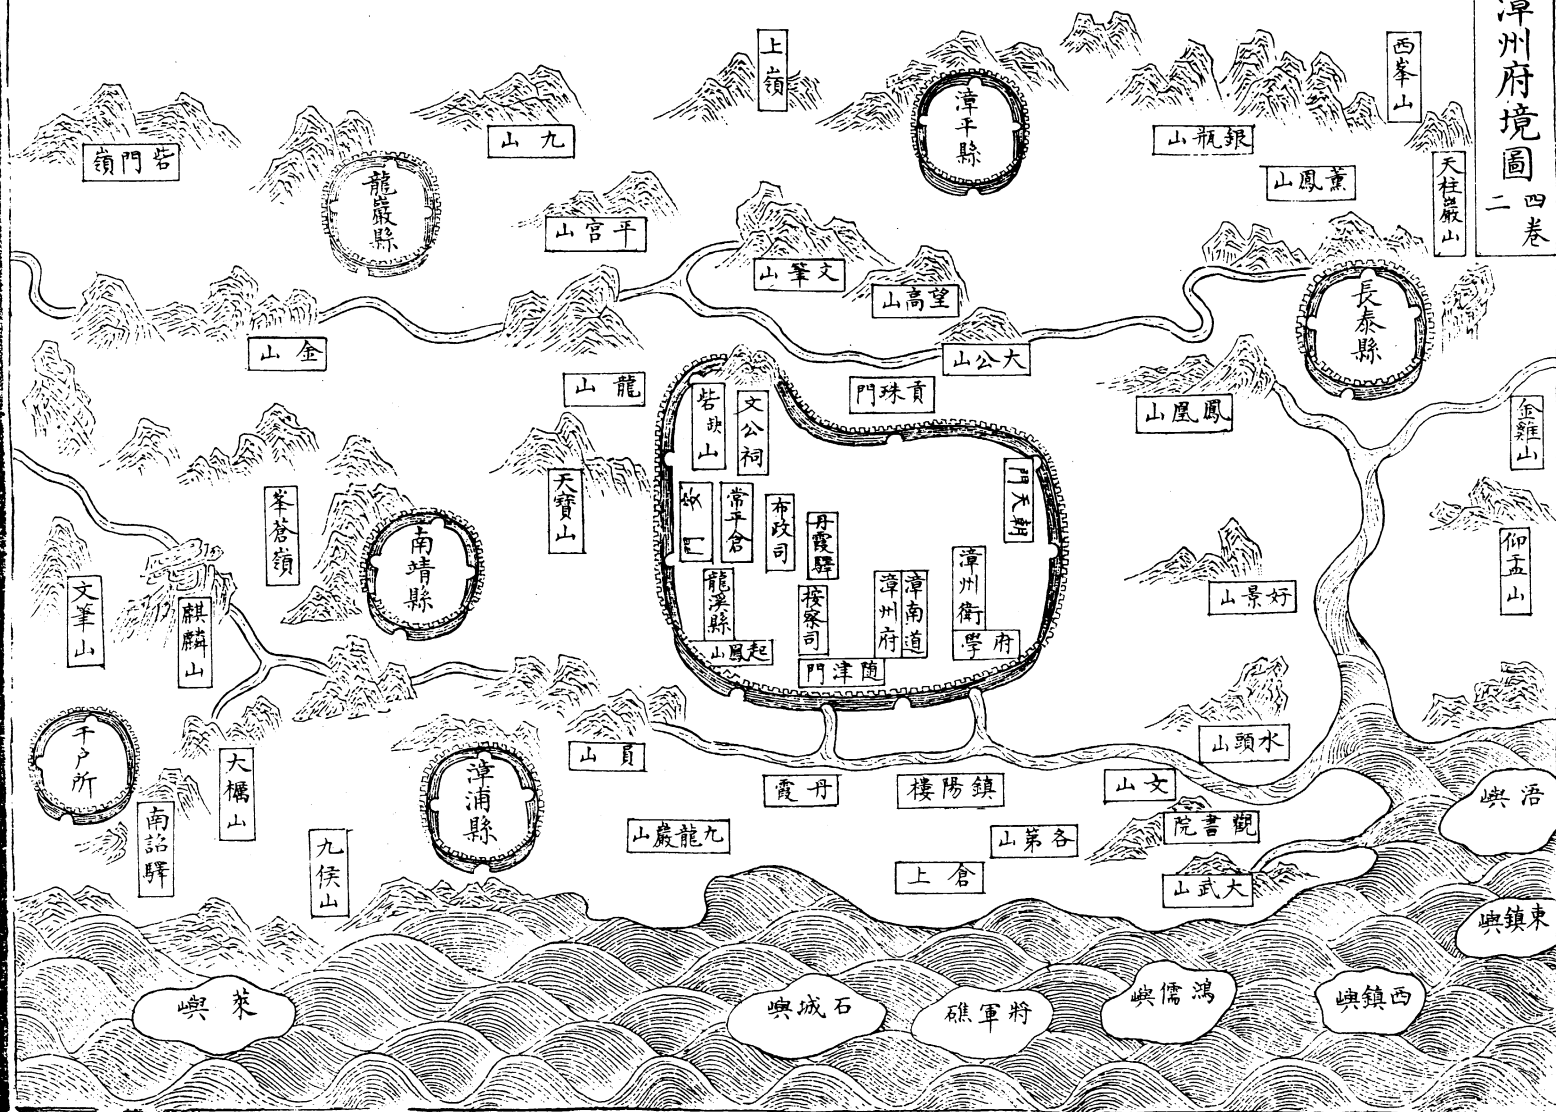 漳州府境圖
四卷
二
西峯山
天柱巖山
銀瓶山
薰鳳山
漳平縣
上嶺
九山
龍巖縣
砦門嶺
平宮山
文筆山
望高山
大公山
長泰縣
金山
龍山
貢珠門
鳳凰山
金雞山
文公祠
天寶山
峯蒼嶺
南靖縣
朝天門
常平倉
安門
布政司
丹霞驛
龍溪縣
按察司
漳州衛
漳南道
漳州府
府學
起鳳山
隨津門
好景山
仰盂山
文筆山
麒麟山
千戶所
大櫃山
南詔驛
漳浦縣
員山
水頭山
丹霞
鎮陽樓
文山
浯嶼
觀書院
各第山
九龍巖山
九侯山
倉上
大武山
東鎮嶼
西鎮嶼
鴻儒嶼
將軍礁
石城嶼
萊嶼